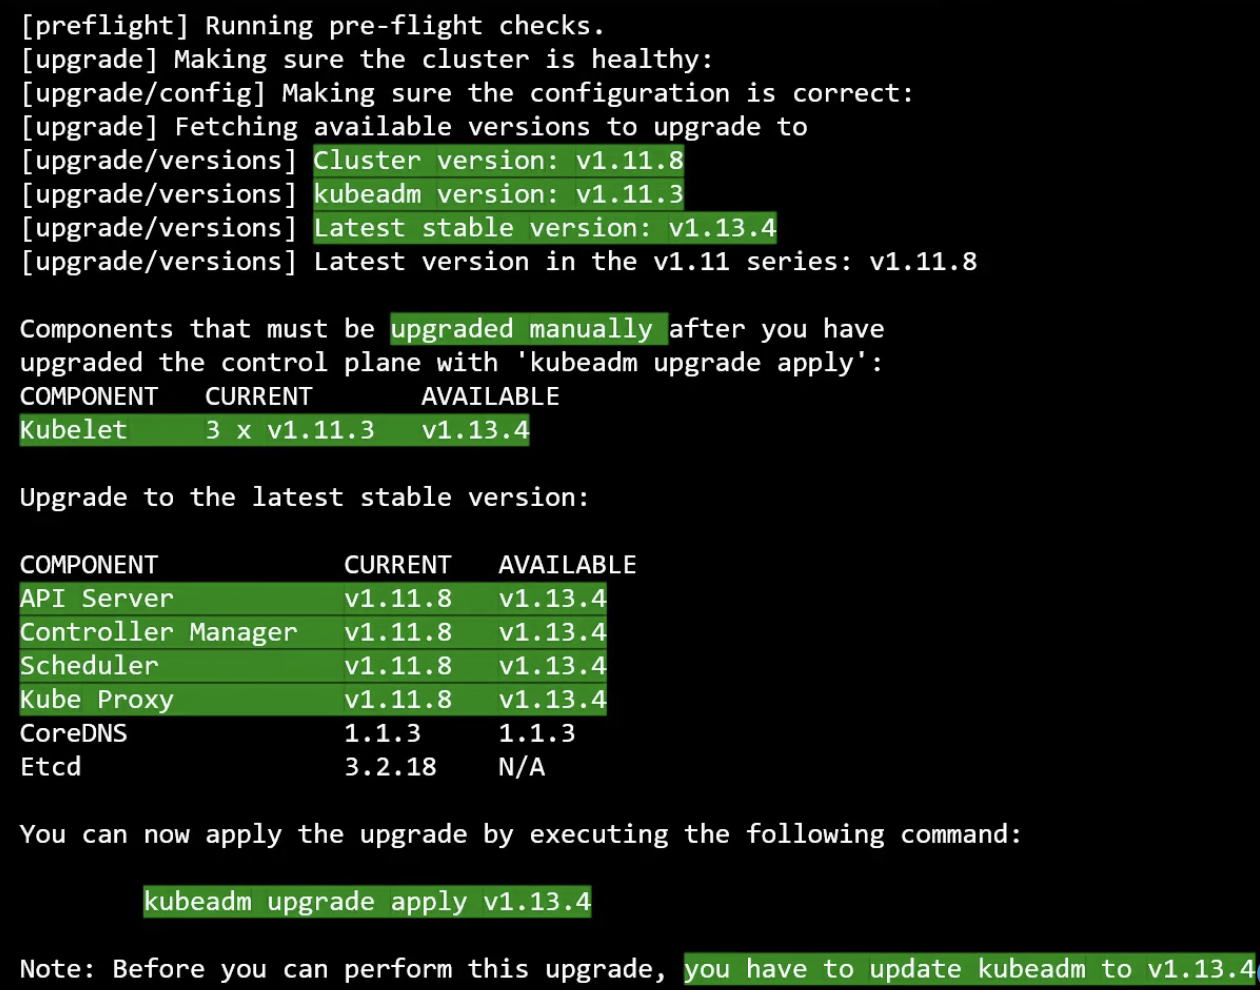 [preflight] Running pre-flight checks.
[upgrade] Making sure the cluster is healthy:
[upgrade/config] Making sure the configuration is correct:
[upgrade] Fetching available versions to upgrade to
[upgrade/versions] Cluster version: v1.11.8
[upgrade/versions] kubeadm version: v1.11.3
[upgrade/versions] Latest stable version: v1.13.4
[upgrade/versions] Latest version in the v1.11 series: v1.11.8
Components that must be upgraded manually after you have
upgraded the control plane with 'kubeadm upgrade apply':
COMPONENT   CURRENT       AVAILABLE
Kubelet     3 x v1.11.3   v1.13.4
Upgrade to the latest stable version:
COMPONENT            CURRENT   AVAILABLE
API Server           v1.11.8   v1.13.4
Controller Manager   v1.11.8   v1.13.4
Scheduler            v1.11.8   v1.13.4
Kube Proxy           v1.11.8   v1.13.4
CoreDNS              1.1.3     1.1.3
Etcd                 3.2.18    N/A
You can now apply the upgrade by executing the following command:
kubeadm upgrade apply v1.13.4
Note: Before you can perform this upgrade, you have to update kubeadm to v1.13.4